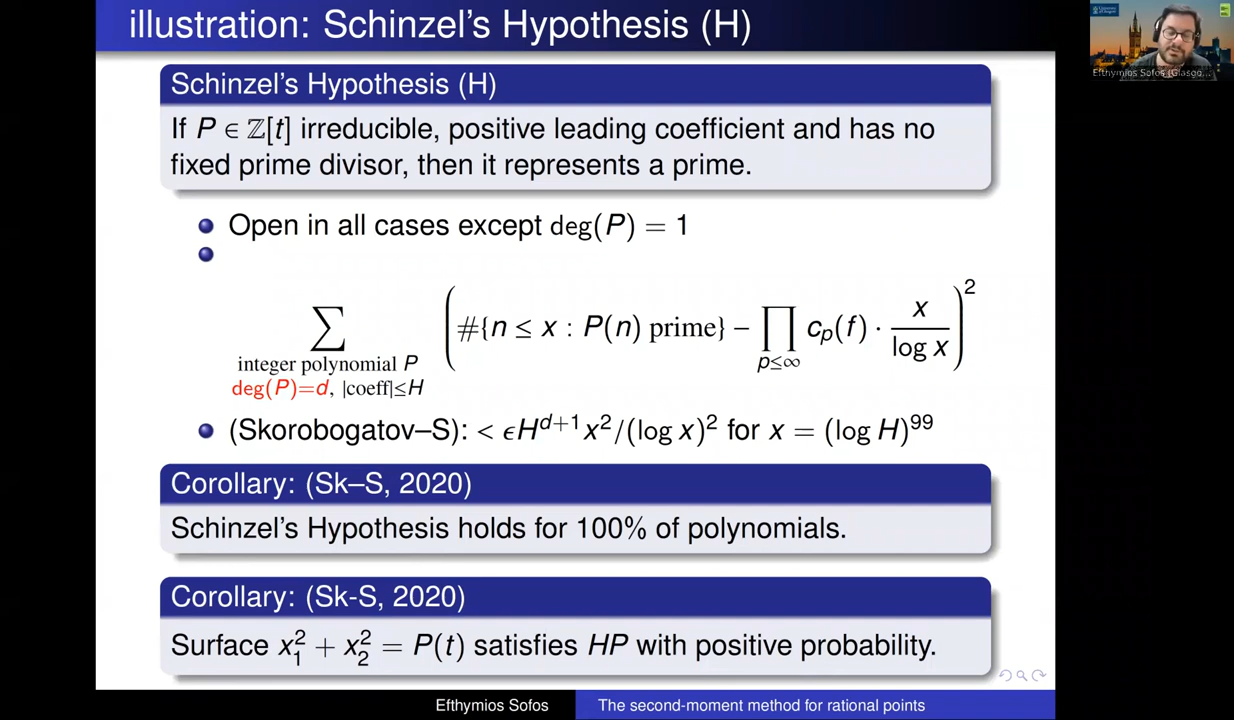 illustration: Schinzel's Hypothesis (H)
Schinzel's Hypothesis (H)
If P ∈ ℤ[t] irreducible, positive leading coefficient and has no
fixed prime divisor, then it represents a prime.
Open in all cases except deg(P) = 1
∑ (#{n ≤ x : P(n) prime} − ∏ c_p(f) · x / log x)²
integer polynomial P
p≤∞
deg(P)=d, |coeff|≤H
(Skorobogatov–S): < ϵH^{d+1}x²/(log x)² for x = (log H)^{99}
Corollary: (Sk–S, 2020)
Schinzel's Hypothesis holds for 100% of polynomials.
Corollary: (Sk-S, 2020)
Surface x₁² + x₂² = P(t) satisfies HP with positive probability.
Efthymios Sofos
The second-moment method for rational points
Efthymios Sofos (Glasgo...